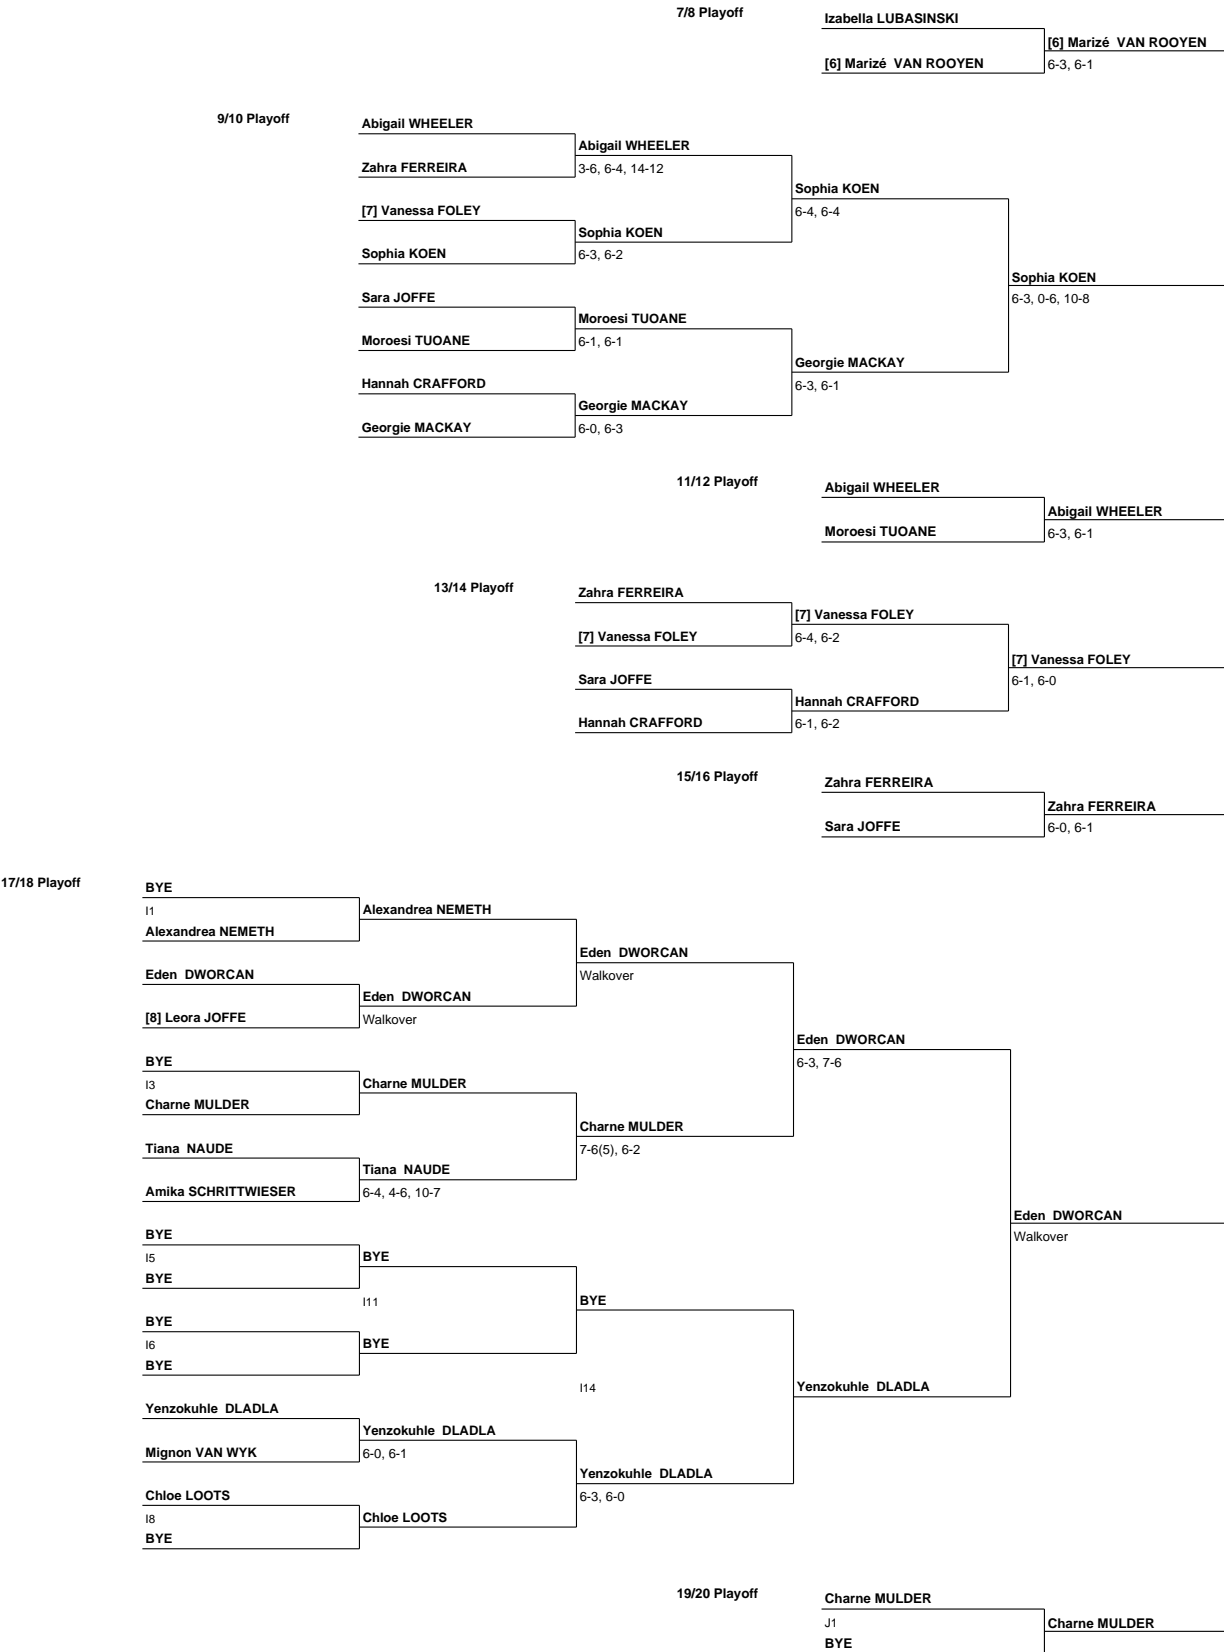 7/8 Playoff
Izabella LUBASINSKI
[6] Marizé VAN ROOYEN
[6] Marizé VAN ROOYEN
6-3, 6-1
9/10 Playoff
Abigail WHEELER
Abigail WHEELER
Zahra FERREIRA
3-6, 6-4, 14-12
Sophia KOEN
[7] Vanessa FOLEY
6-4, 6-4
Sophia KOEN
Sophia KOEN
6-3, 6-2
Sophia KOEN
Sara JOFFE
6-3, 0-6, 10-8
Moroesi TUOANE
Moroesi TUOANE
6-1, 6-1
Georgie MACKAY
Hannah CRAFFORD
6-3, 6-1
Georgie MACKAY
Georgie MACKAY
6-0, 6-3
11/12 Playoff
Abigail WHEELER
Abigail WHEELER
Moroesi TUOANE
6-3, 6-1
13/14 Playoff
Zahra FERREIRA
[7] Vanessa FOLEY
[7] Vanessa FOLEY
6-4, 6-2
[7] Vanessa FOLEY
Sara JOFFE
6-1, 6-0
Hannah CRAFFORD
Hannah CRAFFORD
6-1, 6-2
15/16 Playoff
Zahra FERREIRA
Zahra FERREIRA
Sara JOFFE
6-0, 6-1
17/18 Playoff
BYE
I1
Alexandrea NEMETH
Alexandrea NEMETH
Eden DWORCAN
Eden DWORCAN
Walkover
Eden DWORCAN
[8] Leora JOFFE
Walkover
Eden DWORCAN
BYE
6-3, 7-6
I3
Charne MULDER
Charne MULDER
Charne MULDER
Tiana NAUDE
7-6(5), 6-2
Tiana NAUDE
Amika SCHRITTWIESER
6-4, 4-6, 10-7
Eden DWORCAN
BYE
Walkover
I5
BYE
BYE
I11
BYE
BYE
I6
BYE
BYE
I14
Yenzokuhle DLADLA
Yenzokuhle DLADLA
Yenzokuhle DLADLA
Mignon VAN WYK
6-0, 6-1
Yenzokuhle DLADLA
Chloe LOOTS
6-3, 6-0
I8
Chloe LOOTS
BYE
19/20 Playoff
Charne MULDER
J1
Charne MULDER
BYE